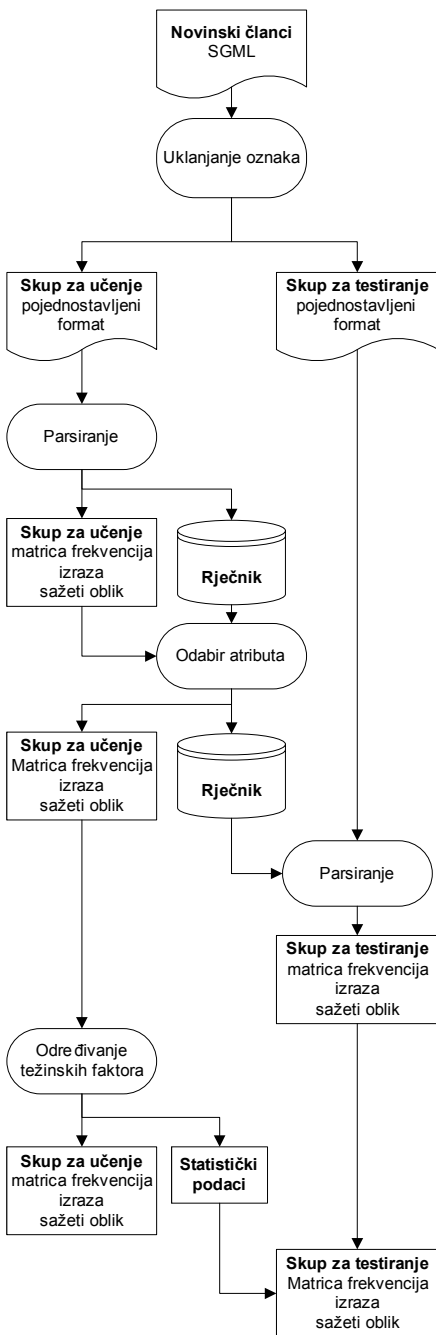 Novinski članci
SGML
Uklanjanje oznaka
Skup za učenje
pojednostavljeni
format
Skup za testiranje
pojednostavljeni
format
Parsiranje
Skup za učenje
matrica frekvencija
izraza
sažeti oblik
Rječnik
Odabir atributa
Skup za učenje
Matrica frekvencija
izraza
sažeti oblik
Rječnik
Parsiranje
Skup za testiranje
matrica frekvencija
izraza
sažeti oblik
Određivanje
težinskih faktora
Skup za učenje
matrica frekvencija
izraza
sažeti oblik
Statistički
podaci
Skup za testiranje
Matrica frekvencija
izraza
sažeti oblik